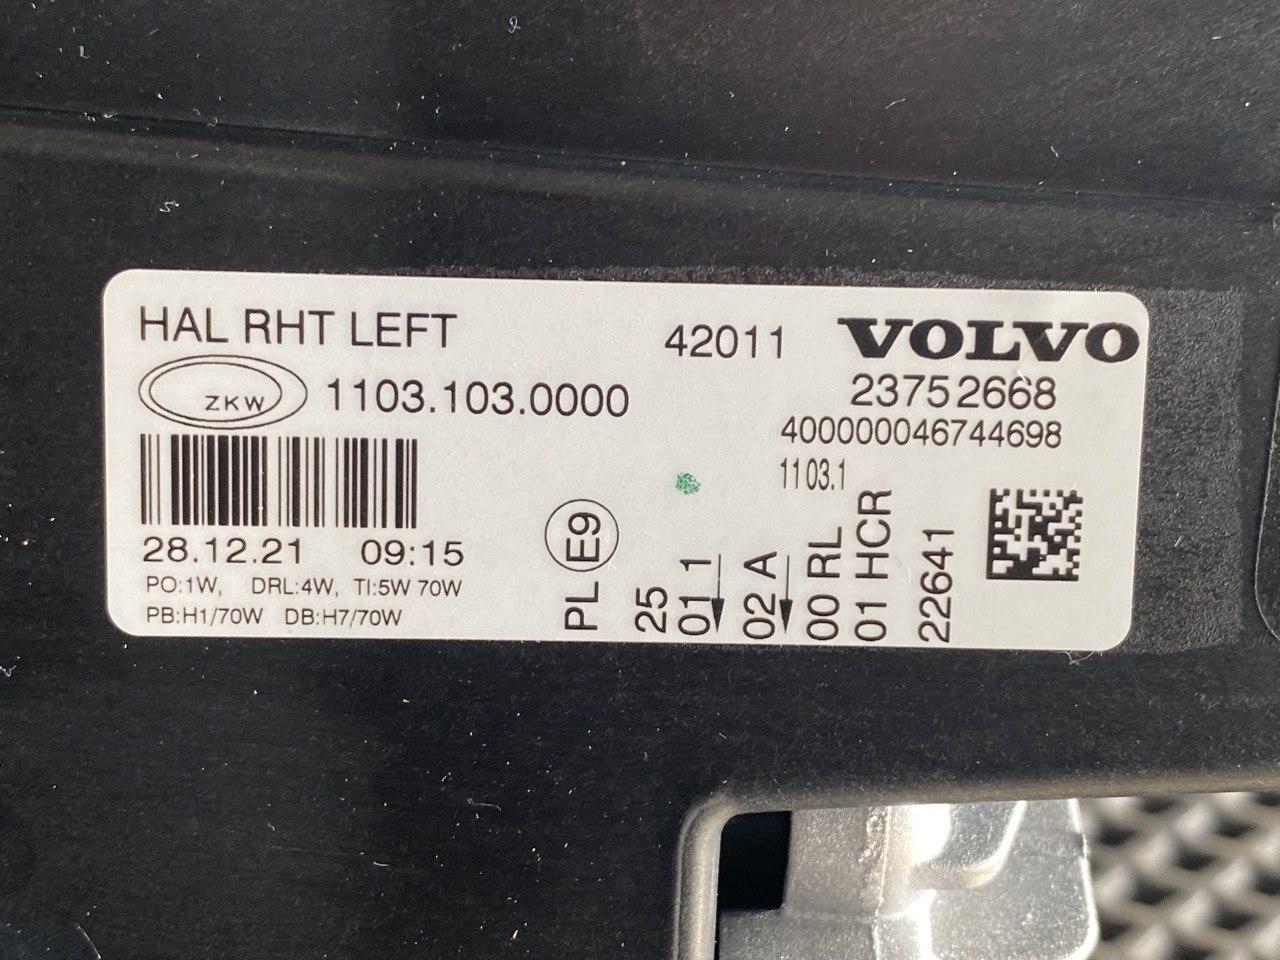 HAL RHT LEFT
42011
VOLVO
ZKW
1103.103.0000
23752668
400000046744698
1103.1
28.12.21 09:15
PO:1W, DRL:4W, TI:5W 70W
PB:H1/70W DB:H7/70W
PL E9
25
01 1
02 A
00 RL
01 HCR
22641